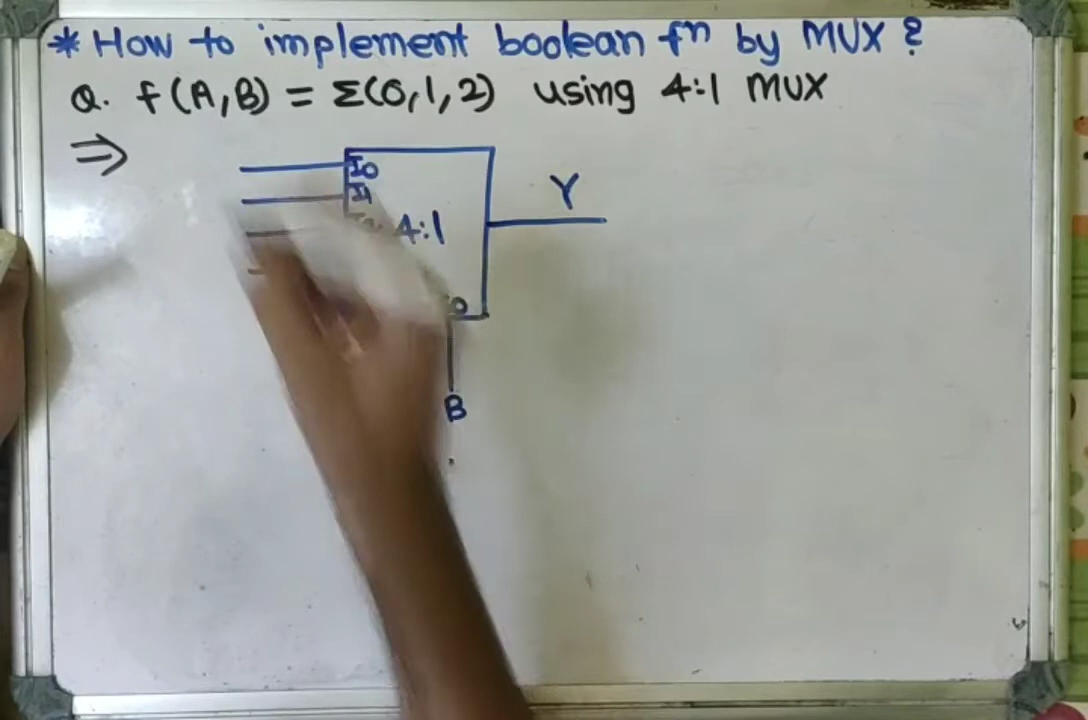 * How to implement boolean fⁿ by MUX ?
Q. f(A,B) = Σ(0,1,2) using 4:1 MUX
⇒
I0
I1
Y
4:1
B